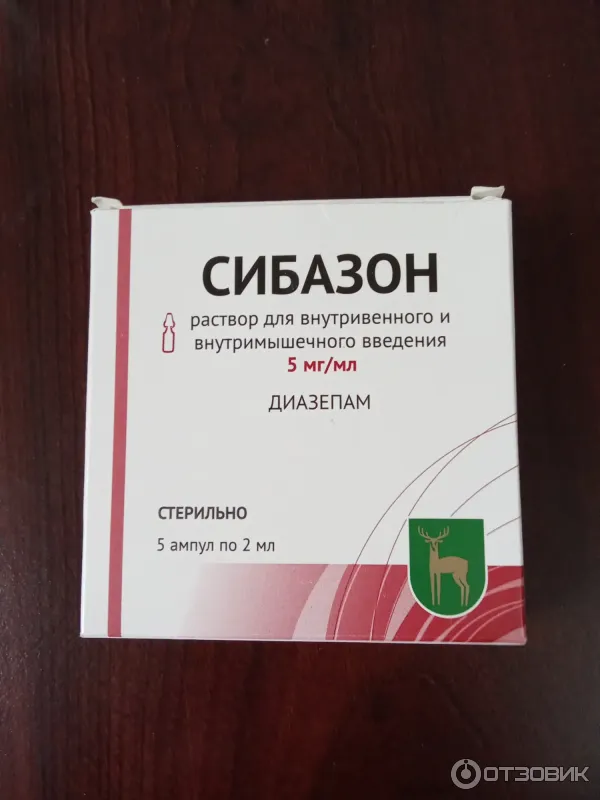 СИБАЗОН
раствор для внутривенного и
внутримышечного введения
5 мг/мл
ДИАЗЕПАМ
СТЕРИЛЬНО
5 ампул по 2 мл
ОТЗОВИК